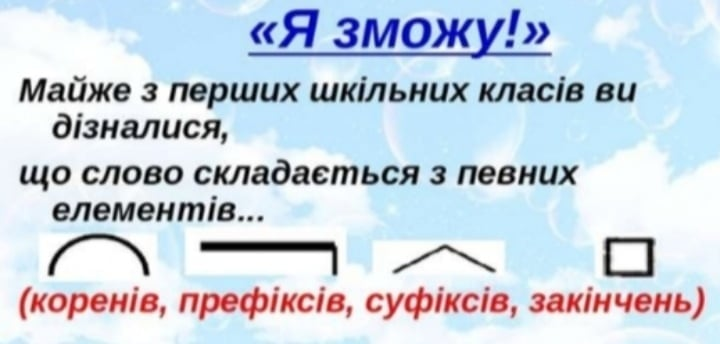 «Я зможу!»
Майже з перших шкільних класів ви
дізналися,
що слово складається з певних
елементів...
(коренів, префіксів, суфіксів, закінчень)